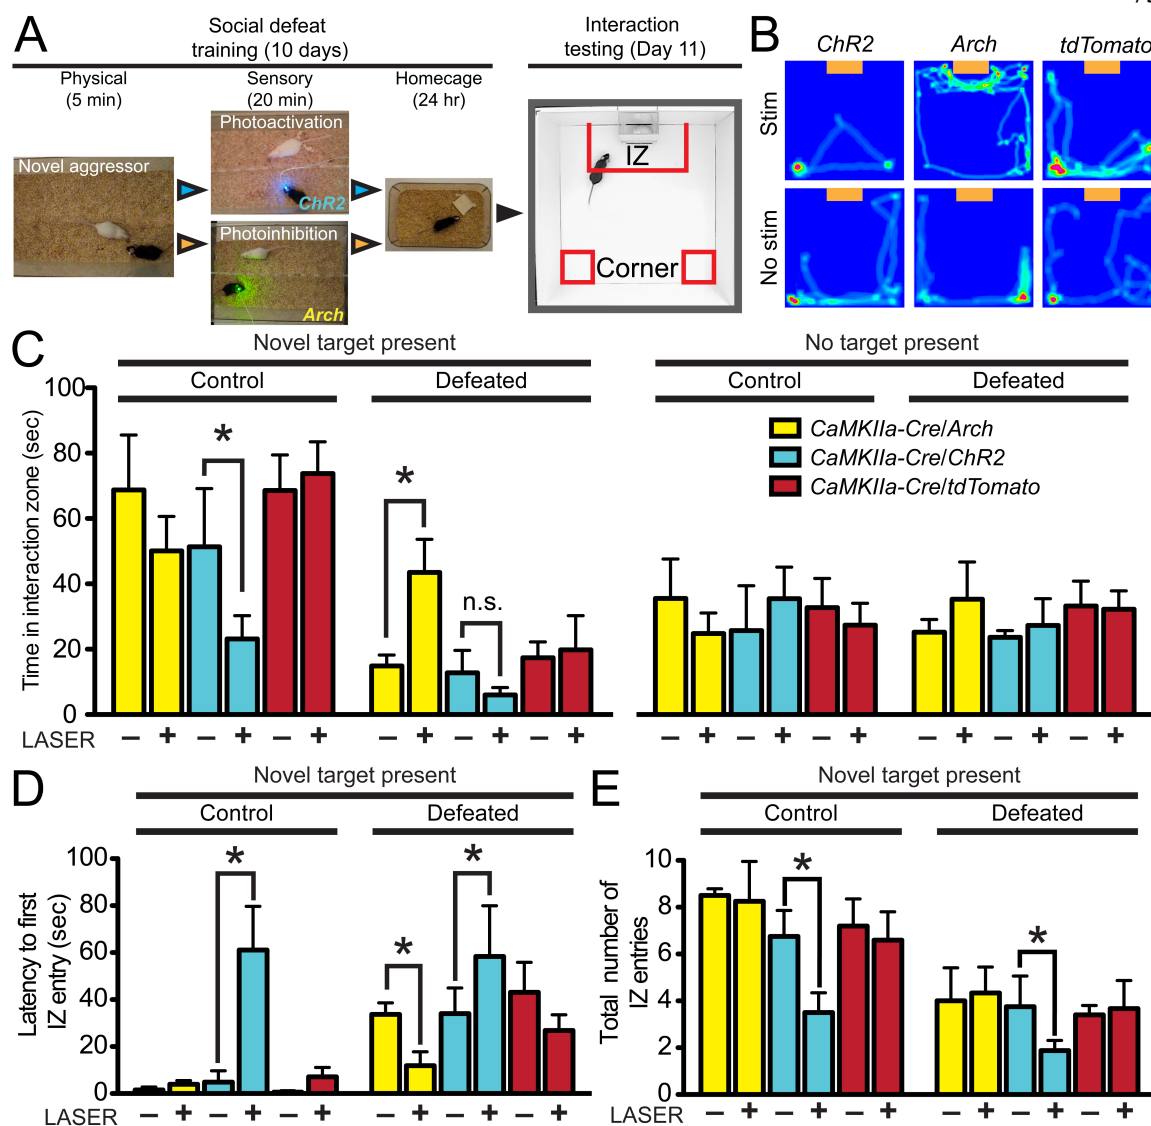 A
Social defeat
training (10 days)
Interaction
testing (Day 11)
Physical
(5 min)
Sensory
(20 min)
Homecage
(24 hr)
Novel aggressor
Photoactivation
ChR2
Photoinhibition
Arch
IZ
Corner
B
ChR2
Arch
tdTomato
Stim
No stim
C
Novel target present
No target present
Control
Defeated
Control
Defeated
CaMKIIa-Cre/Arch
CaMKIIa-Cre/ChR2
CaMKIIa-Cre/tdTomato
Time in interaction zone (sec)
100
80
60
40
20
0
*
*
n.s.
LASER – + – + – + – + – + – + – + – + – + – + – + – +
D
Novel target present
Control
Defeated
Latency to first
IZ entry (sec)
100
80
60
40
20
0
*
*
*
LASER – + – + – + – + – + – +
E
Novel target present
Control
Defeated
Total number of
IZ entries
10
8
6
4
2
0
*
*
LASER – + – + – + – + – + – +